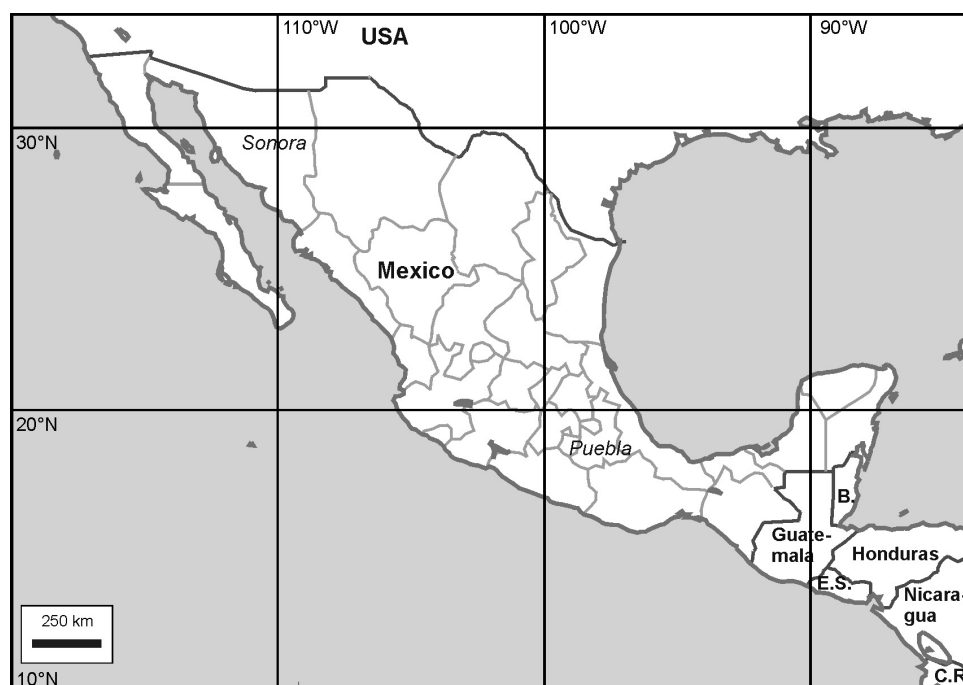 110°W
USA
100°W
90°W
30°N
Sonora
Mexico
20°N
Puebla
B.
Guate-
mala
Honduras
E.S.
Nicara-
gua
250 km
10°N
C.R